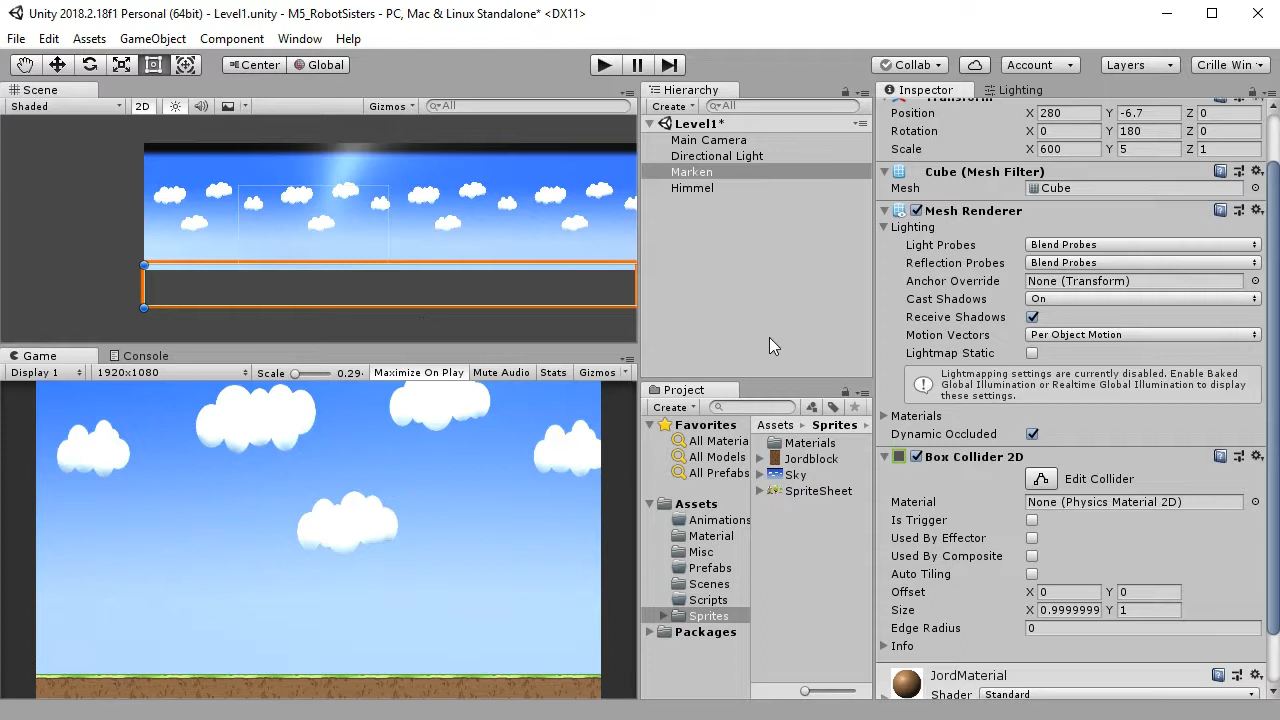 Unity 2018.2.18f1 Personal (64bit) - Level1.unity - M5_RobotSisters - PC, Mac & Linux Standalone* <DX11>
File Edit Assets GameObject Component Window Help
Center Global Collab Account Layers Crille Win
Scene
Shaded 2D Gizmos All
Hierarchy
Create All
Level1*
Main Camera
Directional Light
Marken
Himmel
Game Console
Display 1 1920x1080 Scale 0.29 Maximize On Play Mute Audio Stats Gizmos
Project
Create
Favorites
All Materia
All Models
All Prefabs
Assets
Animations
Material
Misc
Prefabs
Scenes
Scripts
Sprites
Packages
Assets Sprites
Materials
Jordblock
Sky
SpriteSheet
Inspector Lighting
Transform
Position X 280 Y -6.7 Z 0
Rotation X 0 Y 180 Z 0
Scale X 600 Y 5 Z 1
Cube (Mesh Filter)
Mesh Cube
Mesh Renderer
Lighting
Light Probes Blend Probes
Reflection Probes Blend Probes
Anchor Override None (Transform)
Cast Shadows On
Receive Shadows
Motion Vectors Per Object Motion
Lightmap Static
Lightmapping settings are currently disabled. Enable Baked
Global Illumination or Realtime Global Illumination to display
these settings.
Materials
Dynamic Occluded
Box Collider 2D
Edit Collider
Material None (Physics Material 2D)
Is Trigger
Used By Effector
Used By Composite
Auto Tiling
Offset X 0 Y 0
Size X 0.9999999 Y 1
Edge Radius 0
Info
JordMaterial
Shader Standard